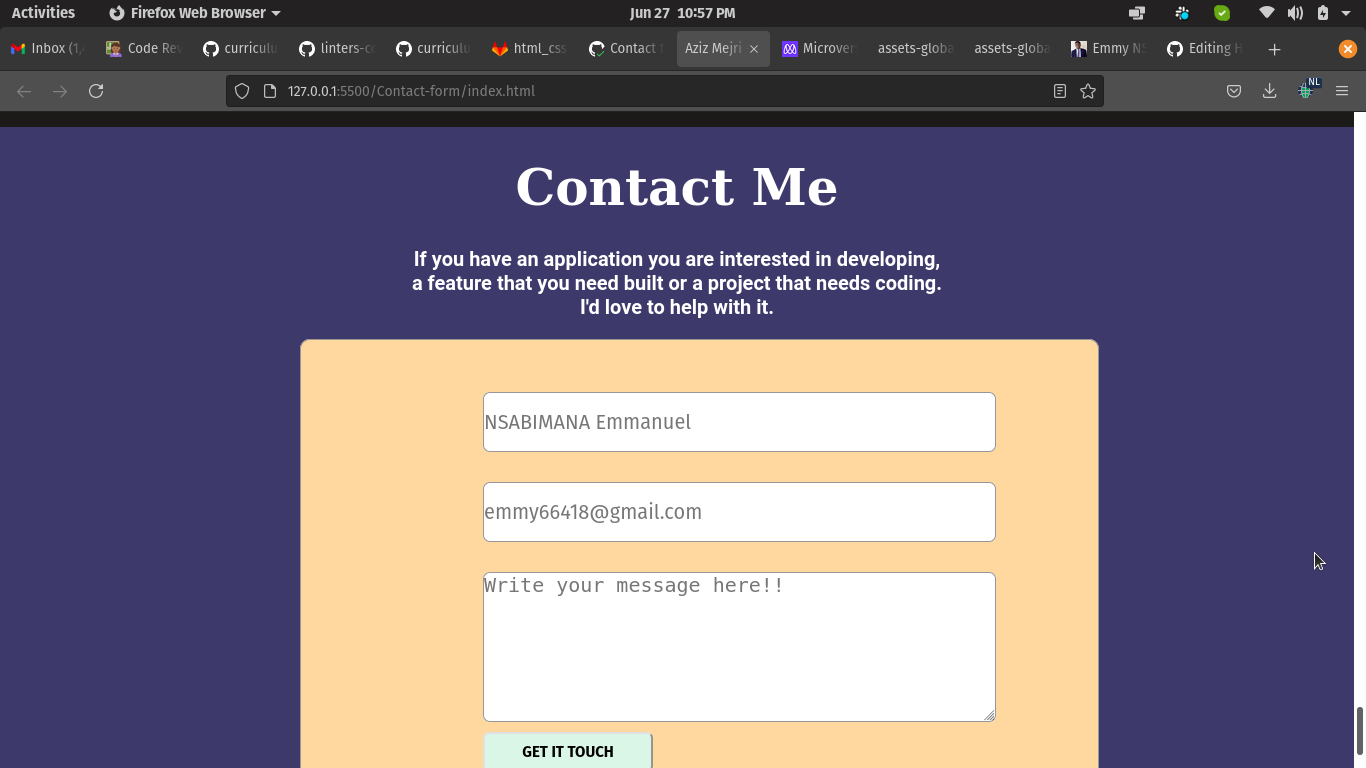 Activities
Firefox Web Browser
Jun 27 10:57 PM
Inbox (1,
Code Rev
curriculu
linters-co
curriculu
html_css
Contact f
Aziz Mejri
Microver
assets-globa
assets-globa
Emmy NS
Editing H
127.0.0.1:5500/Contact-form/index.html
NL
Contact Me
If you have an application you are interested in developing,
a feature that you need built or a project that needs coding.
I'd love to help with it.
NSABIMANA Emmanuel
emmy66418@gmail.com
Write your message here!!
GET IT TOUCH